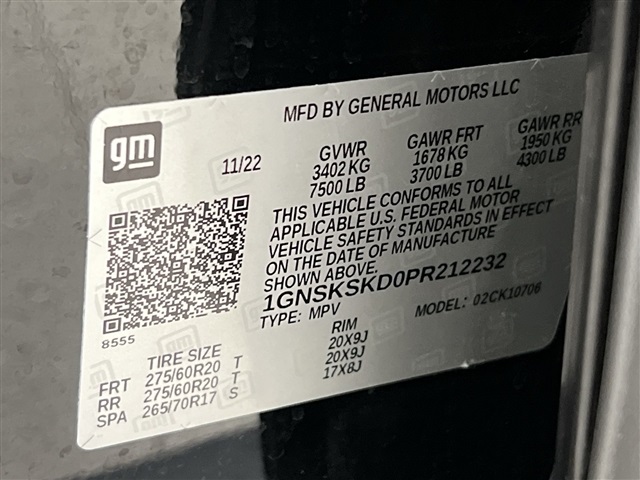 MFD BY GENERAL MOTORS LLC
gm
11/22
GVWR GAWR FRT GAWR RR
3402 KG 1678 KG 1950 KG
7500 LB 3700 LB 4300 LB
THIS VEHICLE CONFORMS TO ALL
APPLICABLE U.S. FEDERAL MOTOR
VEHICLE SAFETY STANDARDS IN EFFECT
ON THE DATE OF MANUFACTURE
SHOWN ABOVE.
1GNSKSKD0PR212232
TYPE: MPV MODEL: 02CK10706
8555
TIRE SIZE RIM
FRT 275/60R20 T 20X9J
RR 275/60R20 T 20X9J
SPA 265/70R17 S 17X8J